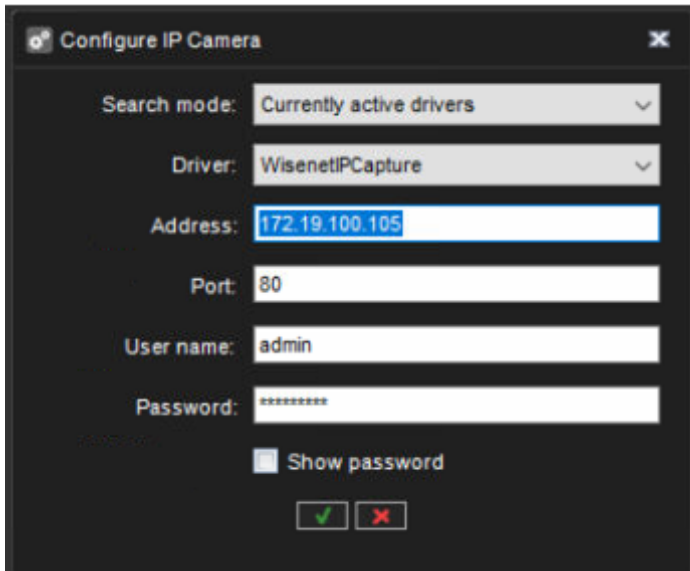 Configure IP Camera
Search mode: Currently active drivers
Driver: WisenetIPCapture
Address: 172.19.100.105
Port: 80
User name: admin
Password: *********
Show password